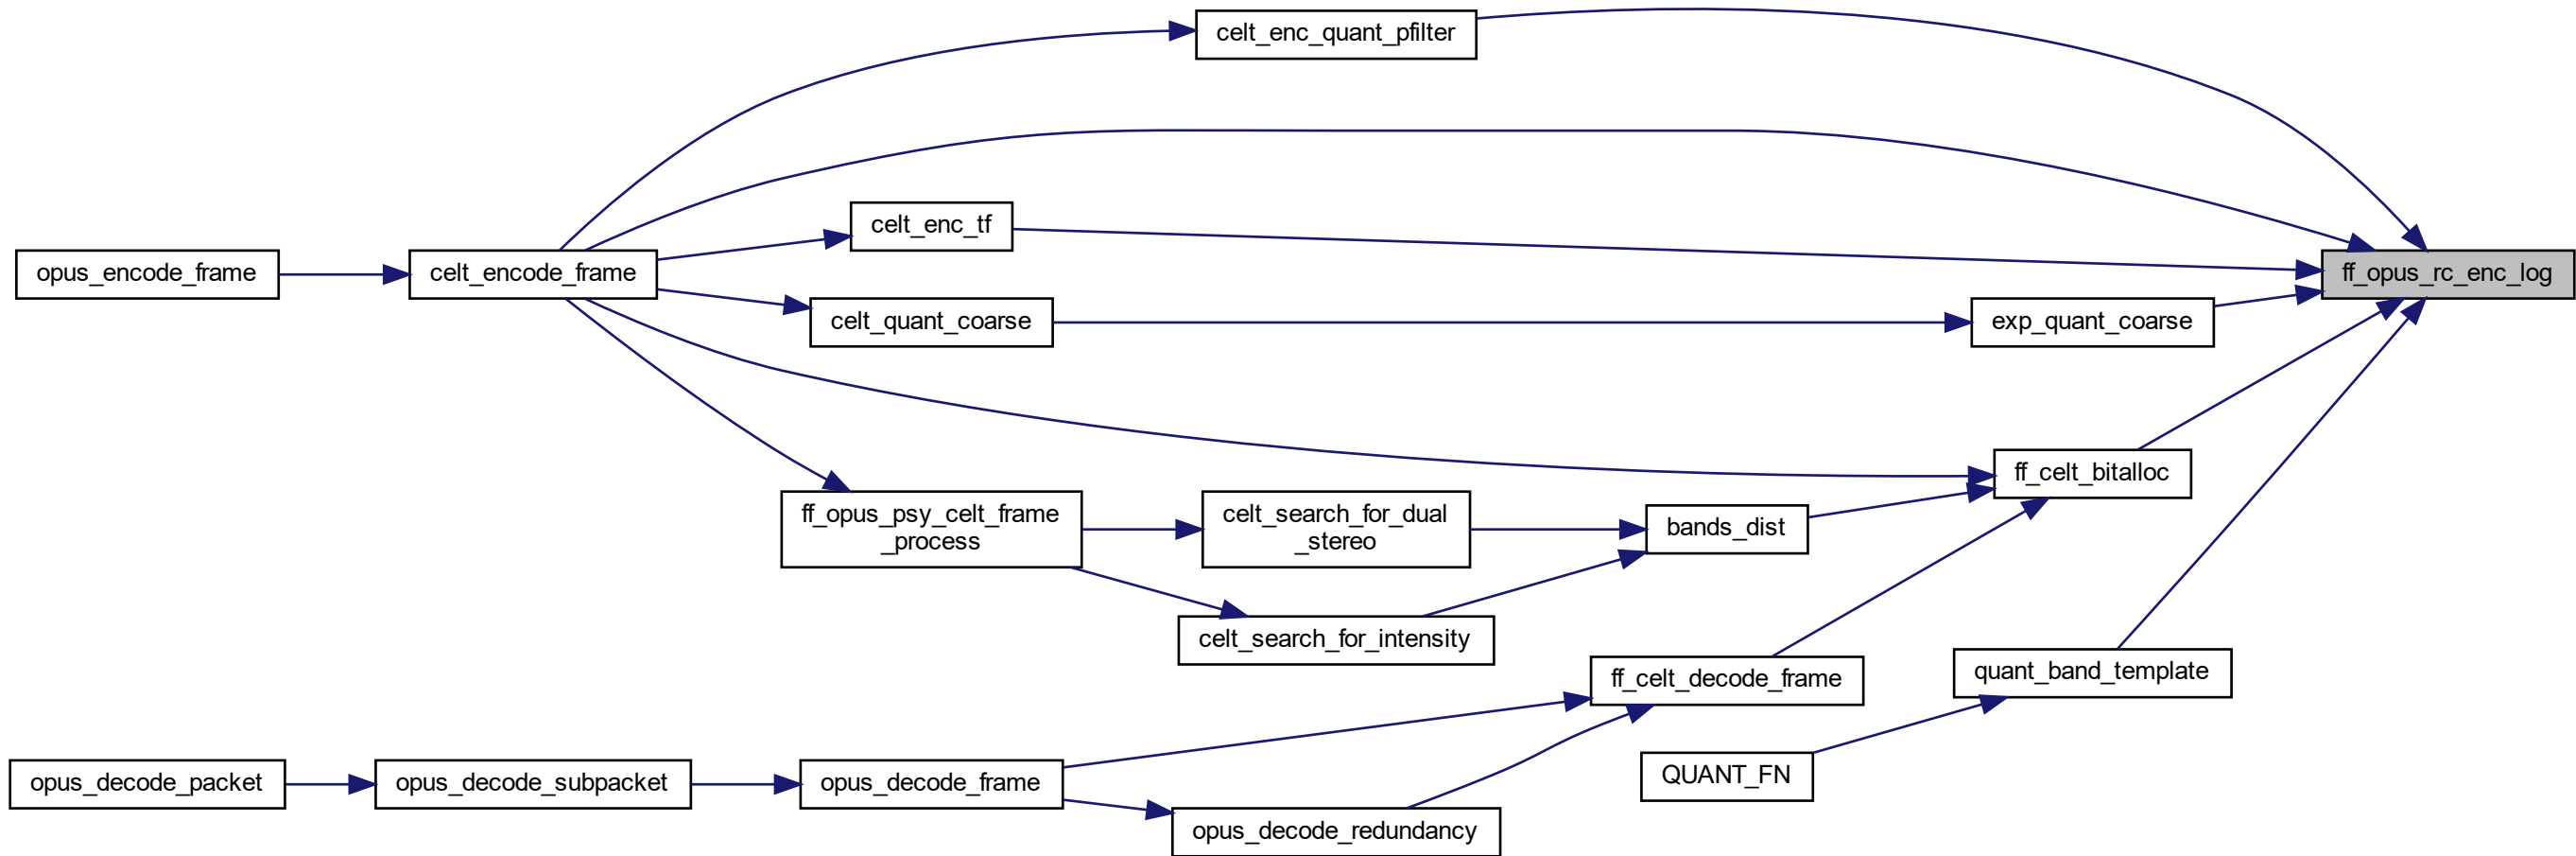 celt_enc_quant_pfilter
celt_enc_tf
opus_encode_frame
celt_encode_frame
ff_opus_rc_enc_log
celt_quant_coarse
exp_quant_coarse
ff_celt_bitalloc
ff_opus_psy_celt_frame
_process
celt_search_for_dual
_stereo
bands_dist
celt_search_for_intensity
ff_celt_decode_frame
quant_band_template
opus_decode_packet
opus_decode_subpacket
opus_decode_frame
QUANT_FN
opus_decode_redundancy